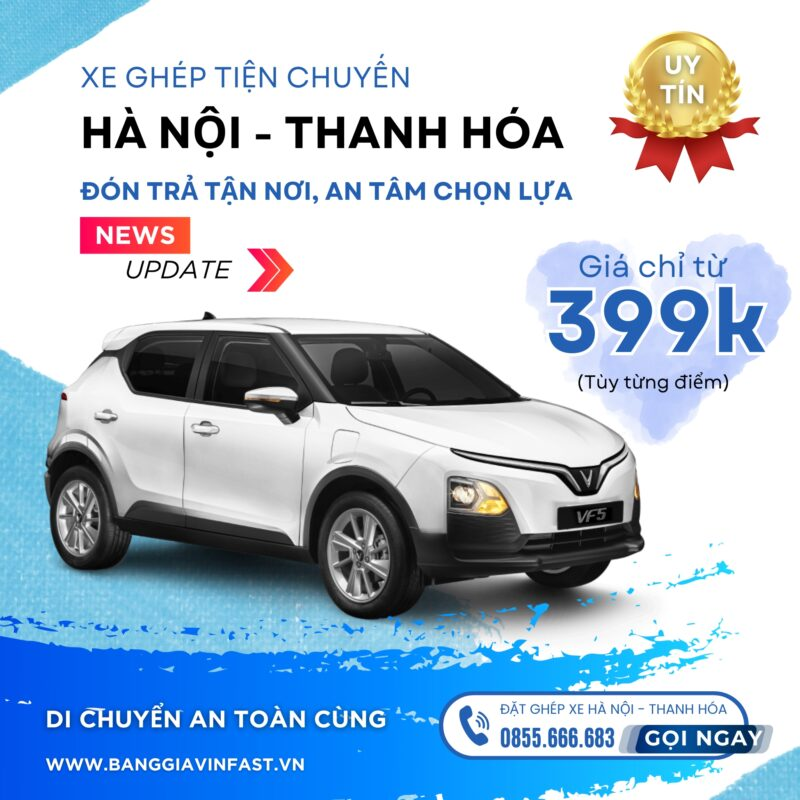 XE GHÉP TIỆN CHUYẾN
HÀ NỘI - THANH HÓA
ĐÓN TRẢ TẬN NƠI, AN TÂM CHỌN LỰA
NEWS
UPDATE
UY
TÍN
Giá chỉ từ
399k
(Tùy từng điểm)
VF5
DI CHUYỂN AN TOÀN CÙNG
WWW.BANGGIAVINFAST.VN
ĐẶT GHÉP XE HÀ NỘI - THANH HÓA
0855.666.683
GỌI NGAY